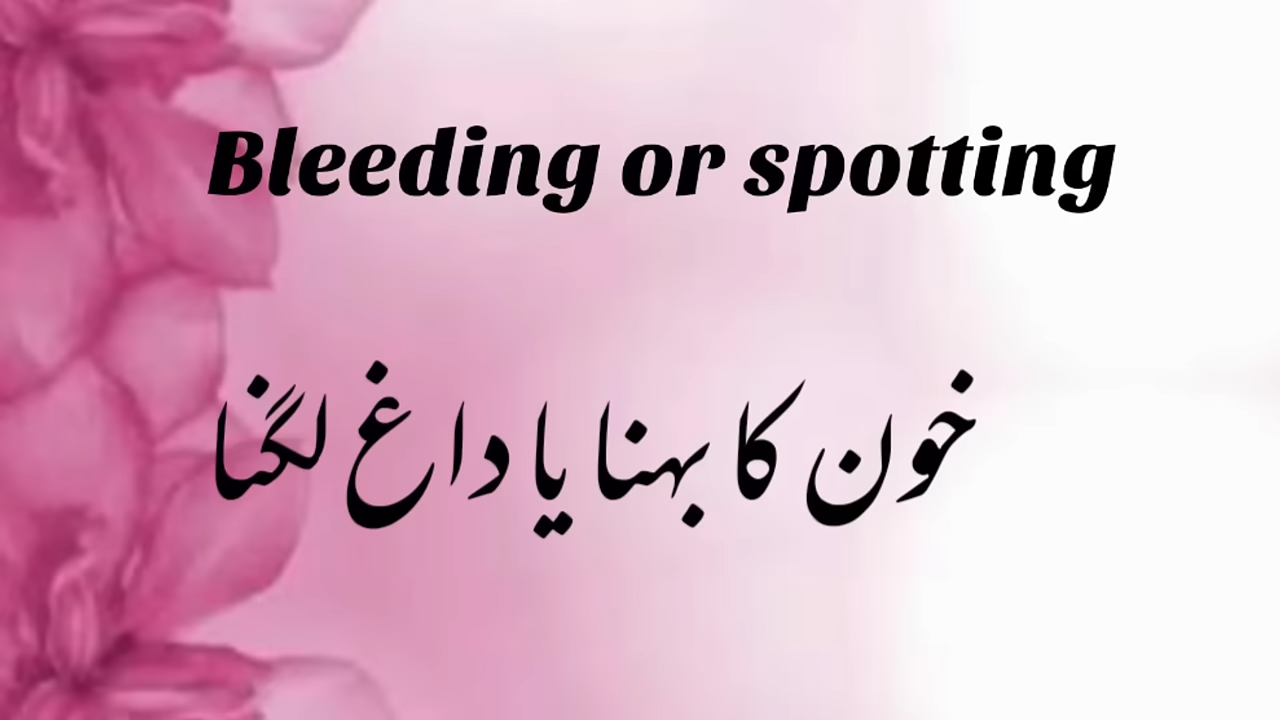 Bleeding or spotting
خون کا بہنا یا داغ لگنا